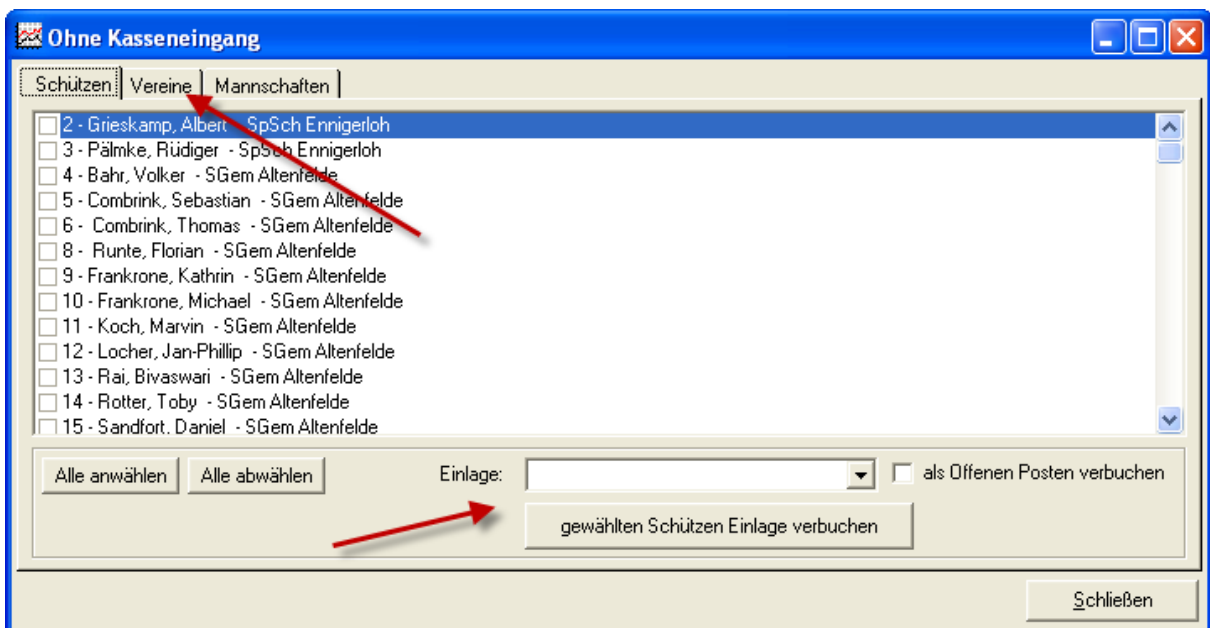 Ohne Kasseneingang
Schützen Vereine Mannschaften
2 - Grieskamp, Albert - SpSch Ennigerloh
3 - Pälmke, Rüdiger - SpSch Ennigerloh
4 - Bahr, Volker - SGem Altenfelde
5 - Combrink, Sebastian - SGem Altenfelde
6 - Combrink, Thomas - SGem Altenfelde
8 - Runte, Florian - SGem Altenfelde
9 - Frankrone, Kathrin - SGem Altenfelde
10 - Frankrone, Michael - SGem Altenfelde
11 - Koch, Marvin - SGem Altenfelde
12 - Locher, Jan-Phillip - SGem Altenfelde
13 - Rai, Bivaswari - SGem Altenfelde
14 - Rotter, Toby - SGem Altenfelde
15 - Sandfort, Daniel - SGem Altenfelde
Alle anwählen Alle abwählen Einlage: als Offenen Posten verbuchen
gewählten Schützen Einlage verbuchen
Schließen